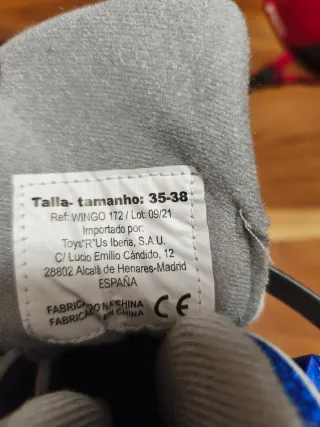 Talla- tamanho: 35-38
Ref: WINGO 172 / Lot: 09/21
Importado por:
Toys"R"Us Iberia, S.A.U.
C/ Lucio Emilio Cándido, 12
28802 Alcalá de Henares-Madrid
ESPAÑA
FABRICADO NA CHINA
FABRICADO EN CHINA
CE